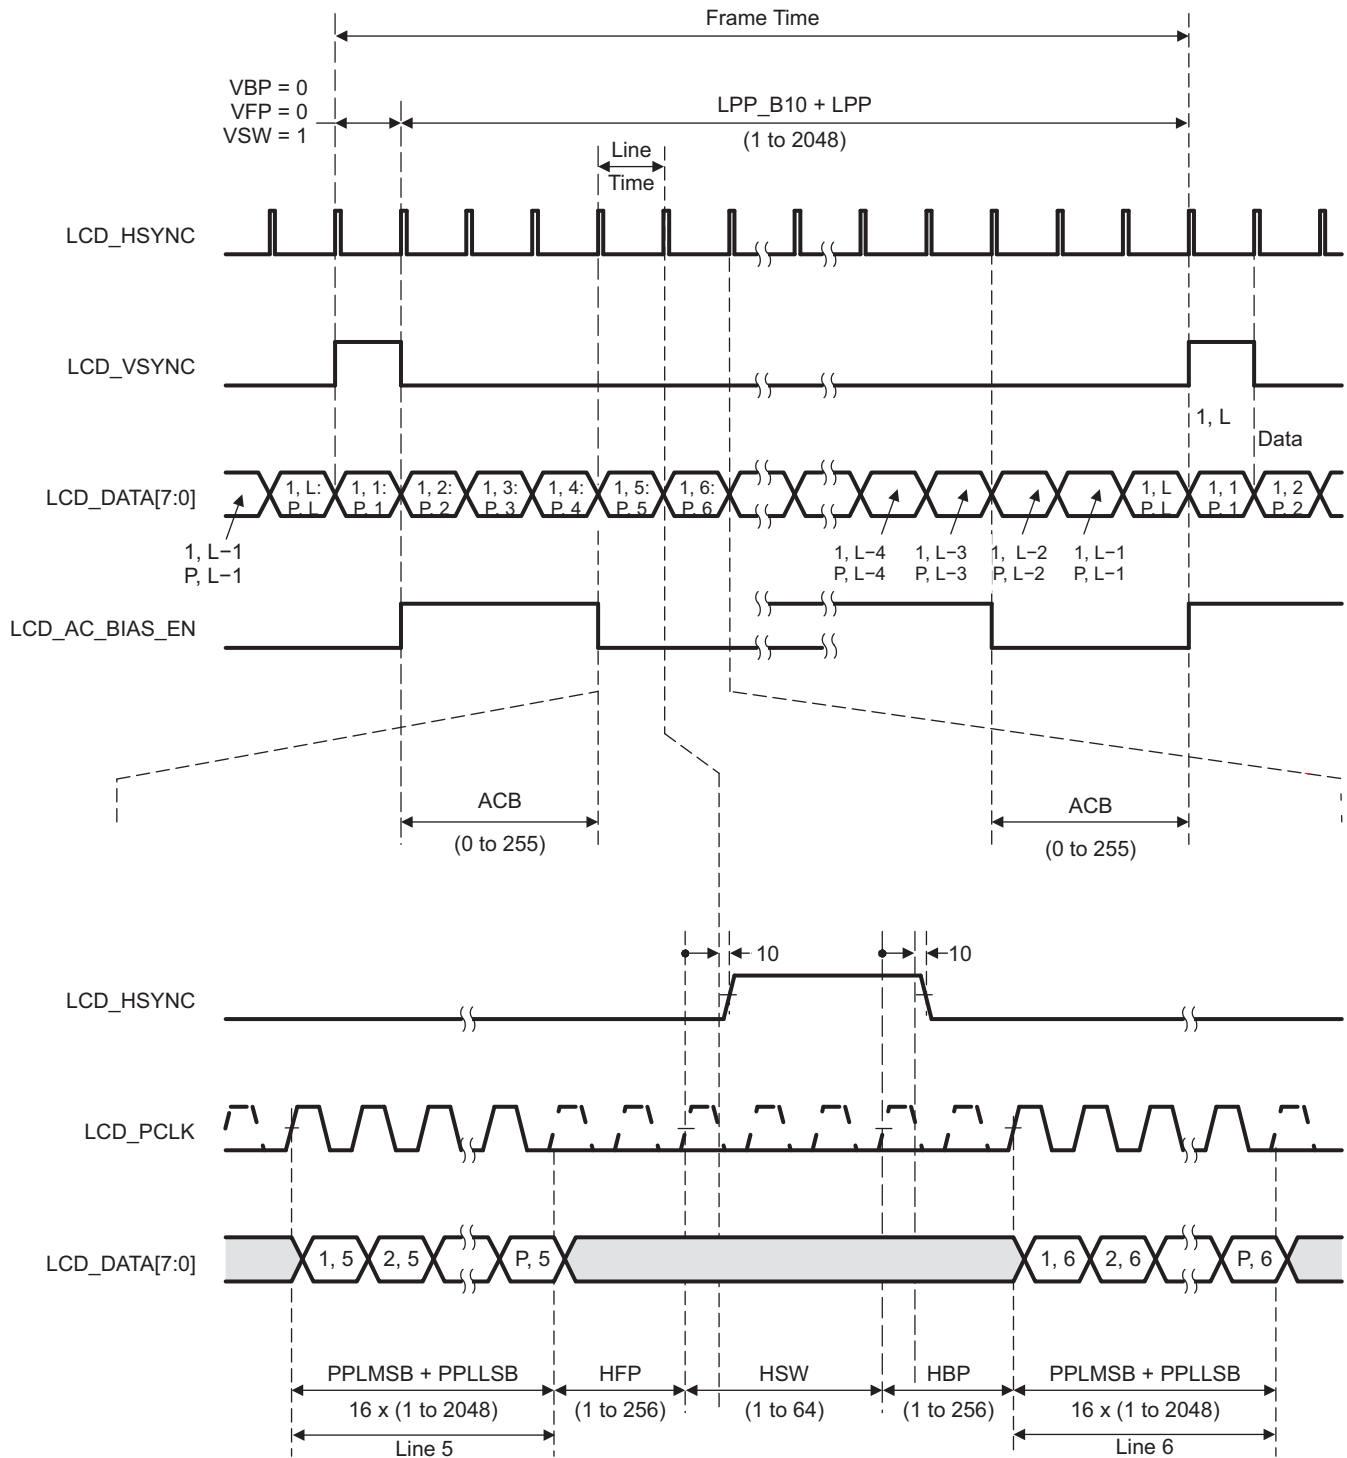 Frame Time
VBP = 0
VFP = 0
VSW = 1
LPP_B10 + LPP
(1 to 2048)
Line
Time
LCD_HSYNC
LCD_VSYNC
1, L
Data
LCD_DATA[7:0]
1, L: 1, 1: 1, 2: 1, 3: 1, 4: 1, 5: 1, 6: 1, L 1, 1 1, 2
P, L P, 1 P, 2 P, 3 P, 4 P, 5 P, 6 P, L P, 1 P, 2
1, L−1 1, L−4 1, L−3 1, L−2 1, L−1
P, L−1 P, L−4 P, L−3 P, L−2 P, L−1
LCD_AC_BIAS_EN
ACB ACB
(0 to 255) (0 to 255)
10 10
LCD_HSYNC
LCD_PCLK
LCD_DATA[7:0] 1, 5 2, 5 P, 5 1, 6 2, 6 P, 6
PPLMSB + PPLLSB HFP HSW HBP PPLMSB + PPLLSB
16 x (1 to 2048) (1 to 256) (1 to 64) (1 to 256) 16 x (1 to 2048)
Line 5 Line 6